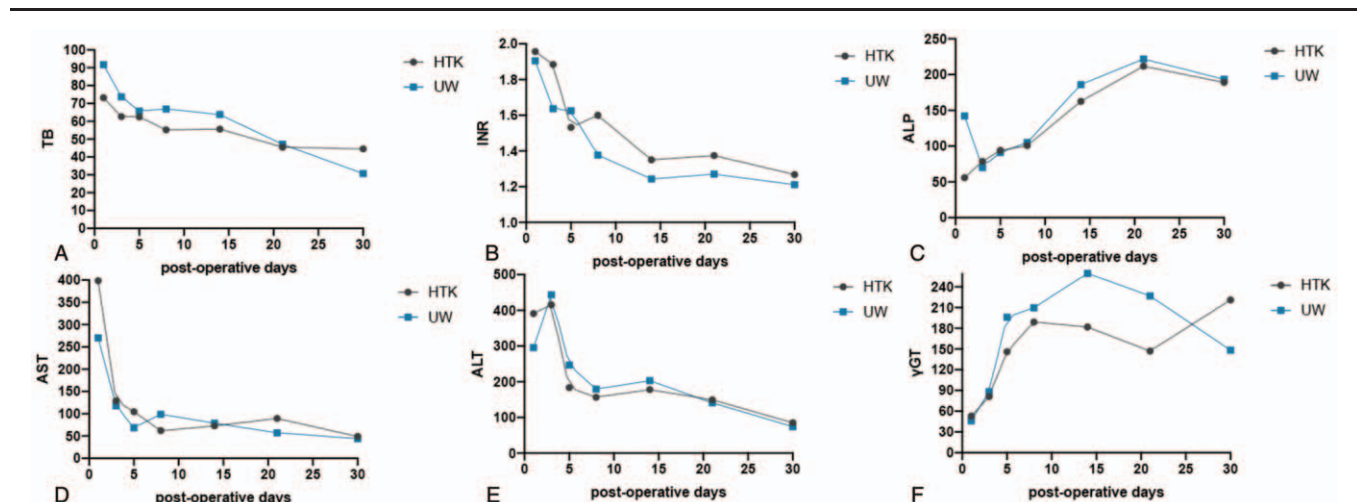 100
90
80
70
60
50
40
30
20
10
0
TB
0 5 10 15 20 25 30
post-operative days
HTK
UW
A
2.0
1.8
1.6
1.4
1.2
1.0
INR
0 5 10 15 20 25 30
post-operative days
HTK
UW
B
250
200
150
100
50
0
ALP
0 5 10 15 20 25 30
post-operative days
HTK
UW
C
400
350
300
250
200
150
100
50
0
AST
0 5 10 15 20 25 30
post-operative days
HTK
UW
D
500
400
300
200
100
0
ALT
0 5 10 15 20 25 30
post-operative days
HTK
UW
E
240
210
180
150
120
90
60
30
0
γGT
0 5 10 15 20 25 30
post-operative days
HTK
UW
F